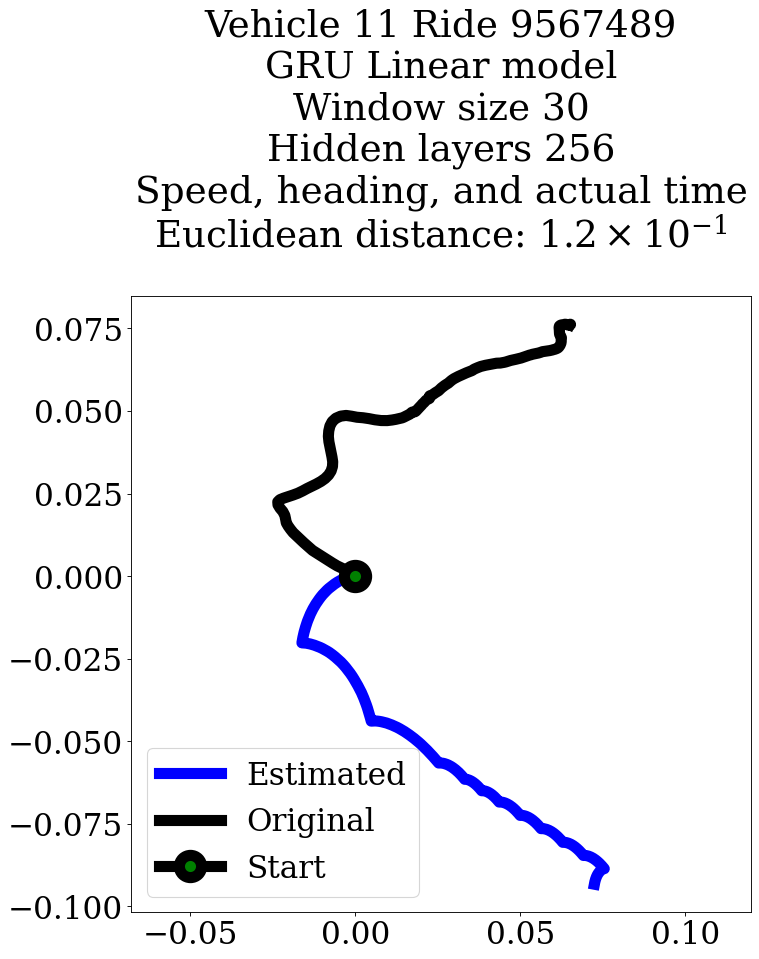 Vehicle 11 Ride 9567489
GRU Linear model
Window size 30
Hidden layers 256
Speed, heading, and actual time
Euclidean distance: 1.2 × 10⁻¹
0.075
0.050
0.025
0.000
−0.025
−0.050
−0.075
−0.100
Estimated
Original
Start
−0.05 0.00 0.05 0.10